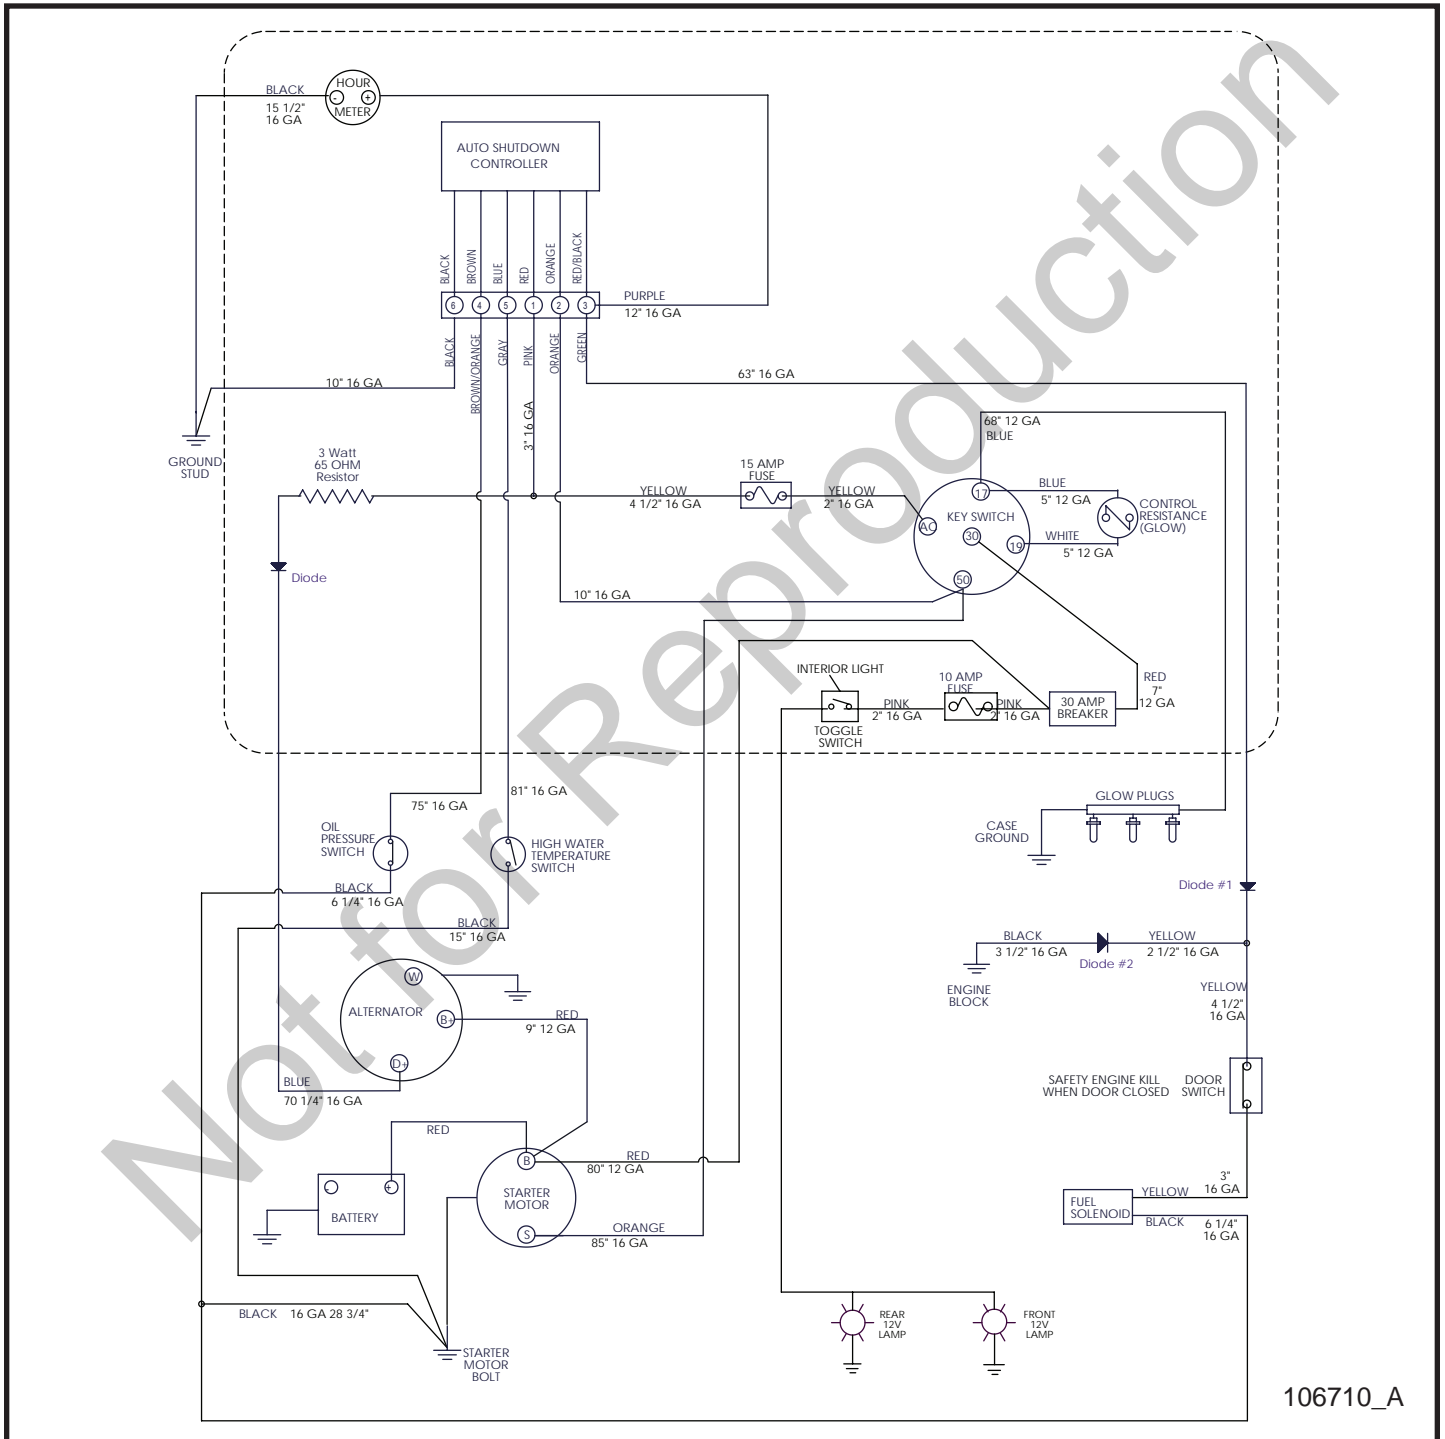 HOUR
- +
METER
BLACK
15 1/2"
16 GA
AUTO SHUTDOWN
CONTROLLER
BLACK
BROWN
BLUE
RED
ORANGE
RED/BLACK
6 4 5 1 2 3
PURPLE
12" 16 GA
BLACK
BROWN/ORANGE
GRAY
PINK
ORANGE
GREEN
10" 16 GA
3" 16 GA
63" 16 GA
68" 12 GA
BLUE
GROUND
STUD
3 Watt
65 OHM
Resistor
YELLOW
4 1/2" 16 GA
15 AMP
FUSE
YELLOW
2" 16 GA
17
KEY SWITCH
AC
30
19
50
BLUE
5" 12 GA
WHITE
5" 12 GA
CONTROL
RESISTANCE
(GLOW)
Diode
10" 16 GA
INTERIOR LIGHT
TOGGLE
SWITCH
PINK
2" 16 GA
10 AMP
FUSE
PINK
2" 16 GA
30 AMP
BREAKER
RED
7"
12 GA
75" 16 GA
81" 16 GA
OIL
PRESSURE
SWITCH
HIGH WATER
TEMPERATURE
SWITCH
BLACK
6 1/4" 16 GA
BLACK
15" 16 GA
GLOW PLUGS
CASE
GROUND
Diode #1
BLACK
3 1/2" 16 GA
Diode #2
YELLOW
2 1/2" 16 GA
ENGINE
BLOCK
YELLOW
4 1/2"
16 GA
W
ALTERNATOR
B+
D+
RED
9" 12 GA
BLUE
70 1/4" 16 GA
SAFETY ENGINE KILL
WHEN DOOR CLOSED
DOOR
SWITCH
RED
- +
BATTERY
B
STARTER
MOTOR
S
RED
80" 12 GA
ORANGE
85" 16 GA
3"
16 GA
YELLOW
FUEL
SOLENOID
BLACK
6 1/4"
16 GA
BLACK 16 GA 28 3/4"
STARTER
MOTOR
BOLT
REAR
12V
LAMP
FRONT
12V
LAMP
106710_A
Not for Reproduction